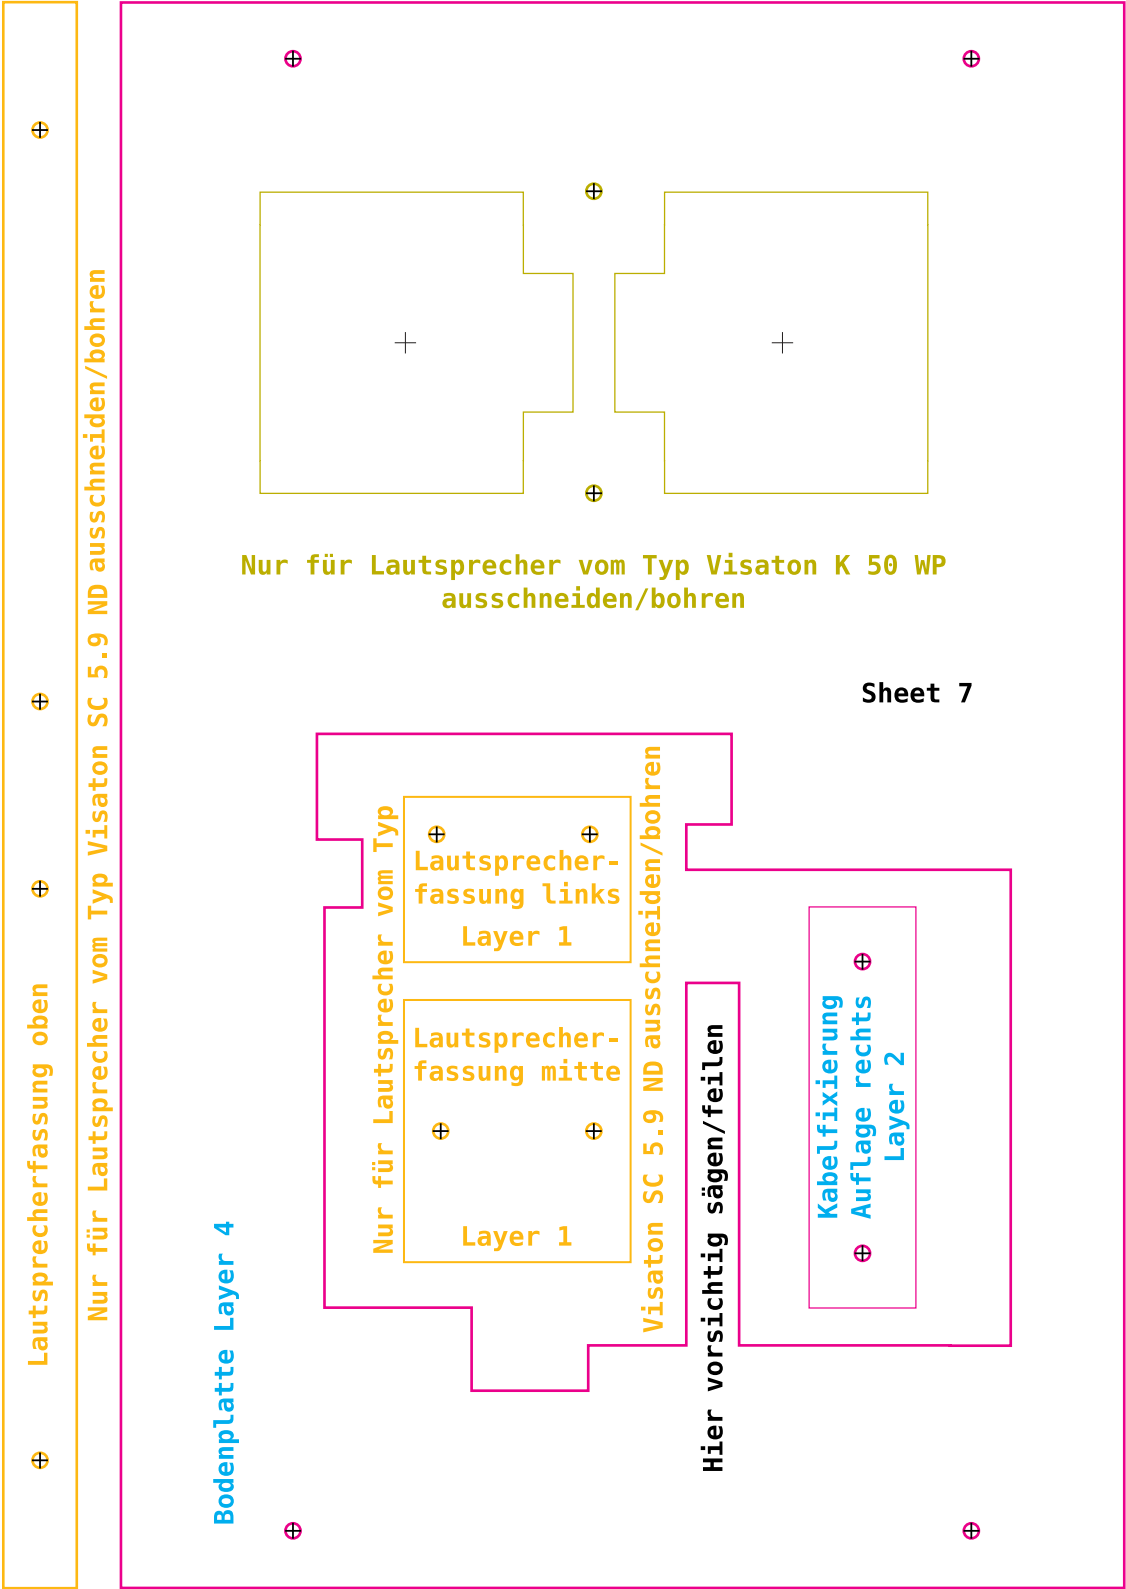 Lautsprecherfassung oben
Nur für Lautsprecher vom Typ Visaton SC 5.9 ND ausschneiden/bohren
Nur für Lautsprecher vom Typ Visaton K 50 WP
ausschneiden/bohren
Sheet 7
Nur für Lautsprecher vom Typ
Visaton SC 5.9 ND ausschneiden/bohren
Lautsprecher-
fassung links
Layer 1
Lautsprecher-
fassung mitte
Layer 1
Hier vorsichtig sägen/feilen
Kabelfixierung
Auflage rechts
Layer 2
Bodenplatte Layer 4